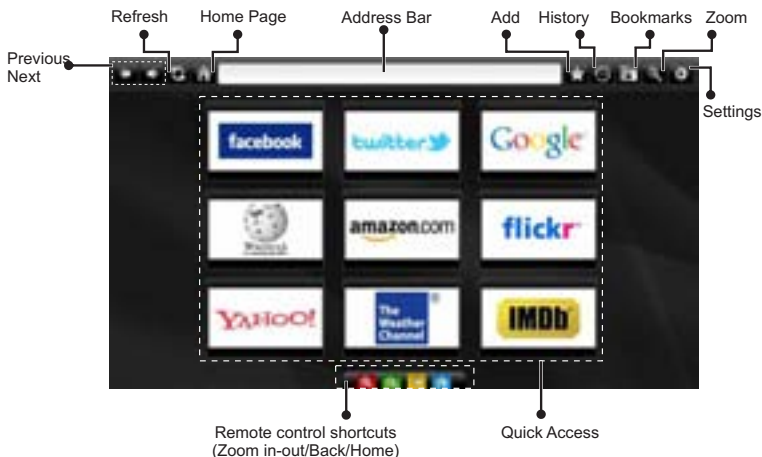 Refresh
Home Page
Address Bar
Add
History
Bookmarks
Zoom
Previous
Next
Settings
facebook
twitter
Google
amazon.com
flickr
YAHOO!
The
Weather
Channel
®
IMDb
Remote control shortcuts
(Zoom in-out/Back/Home)
Quick Access